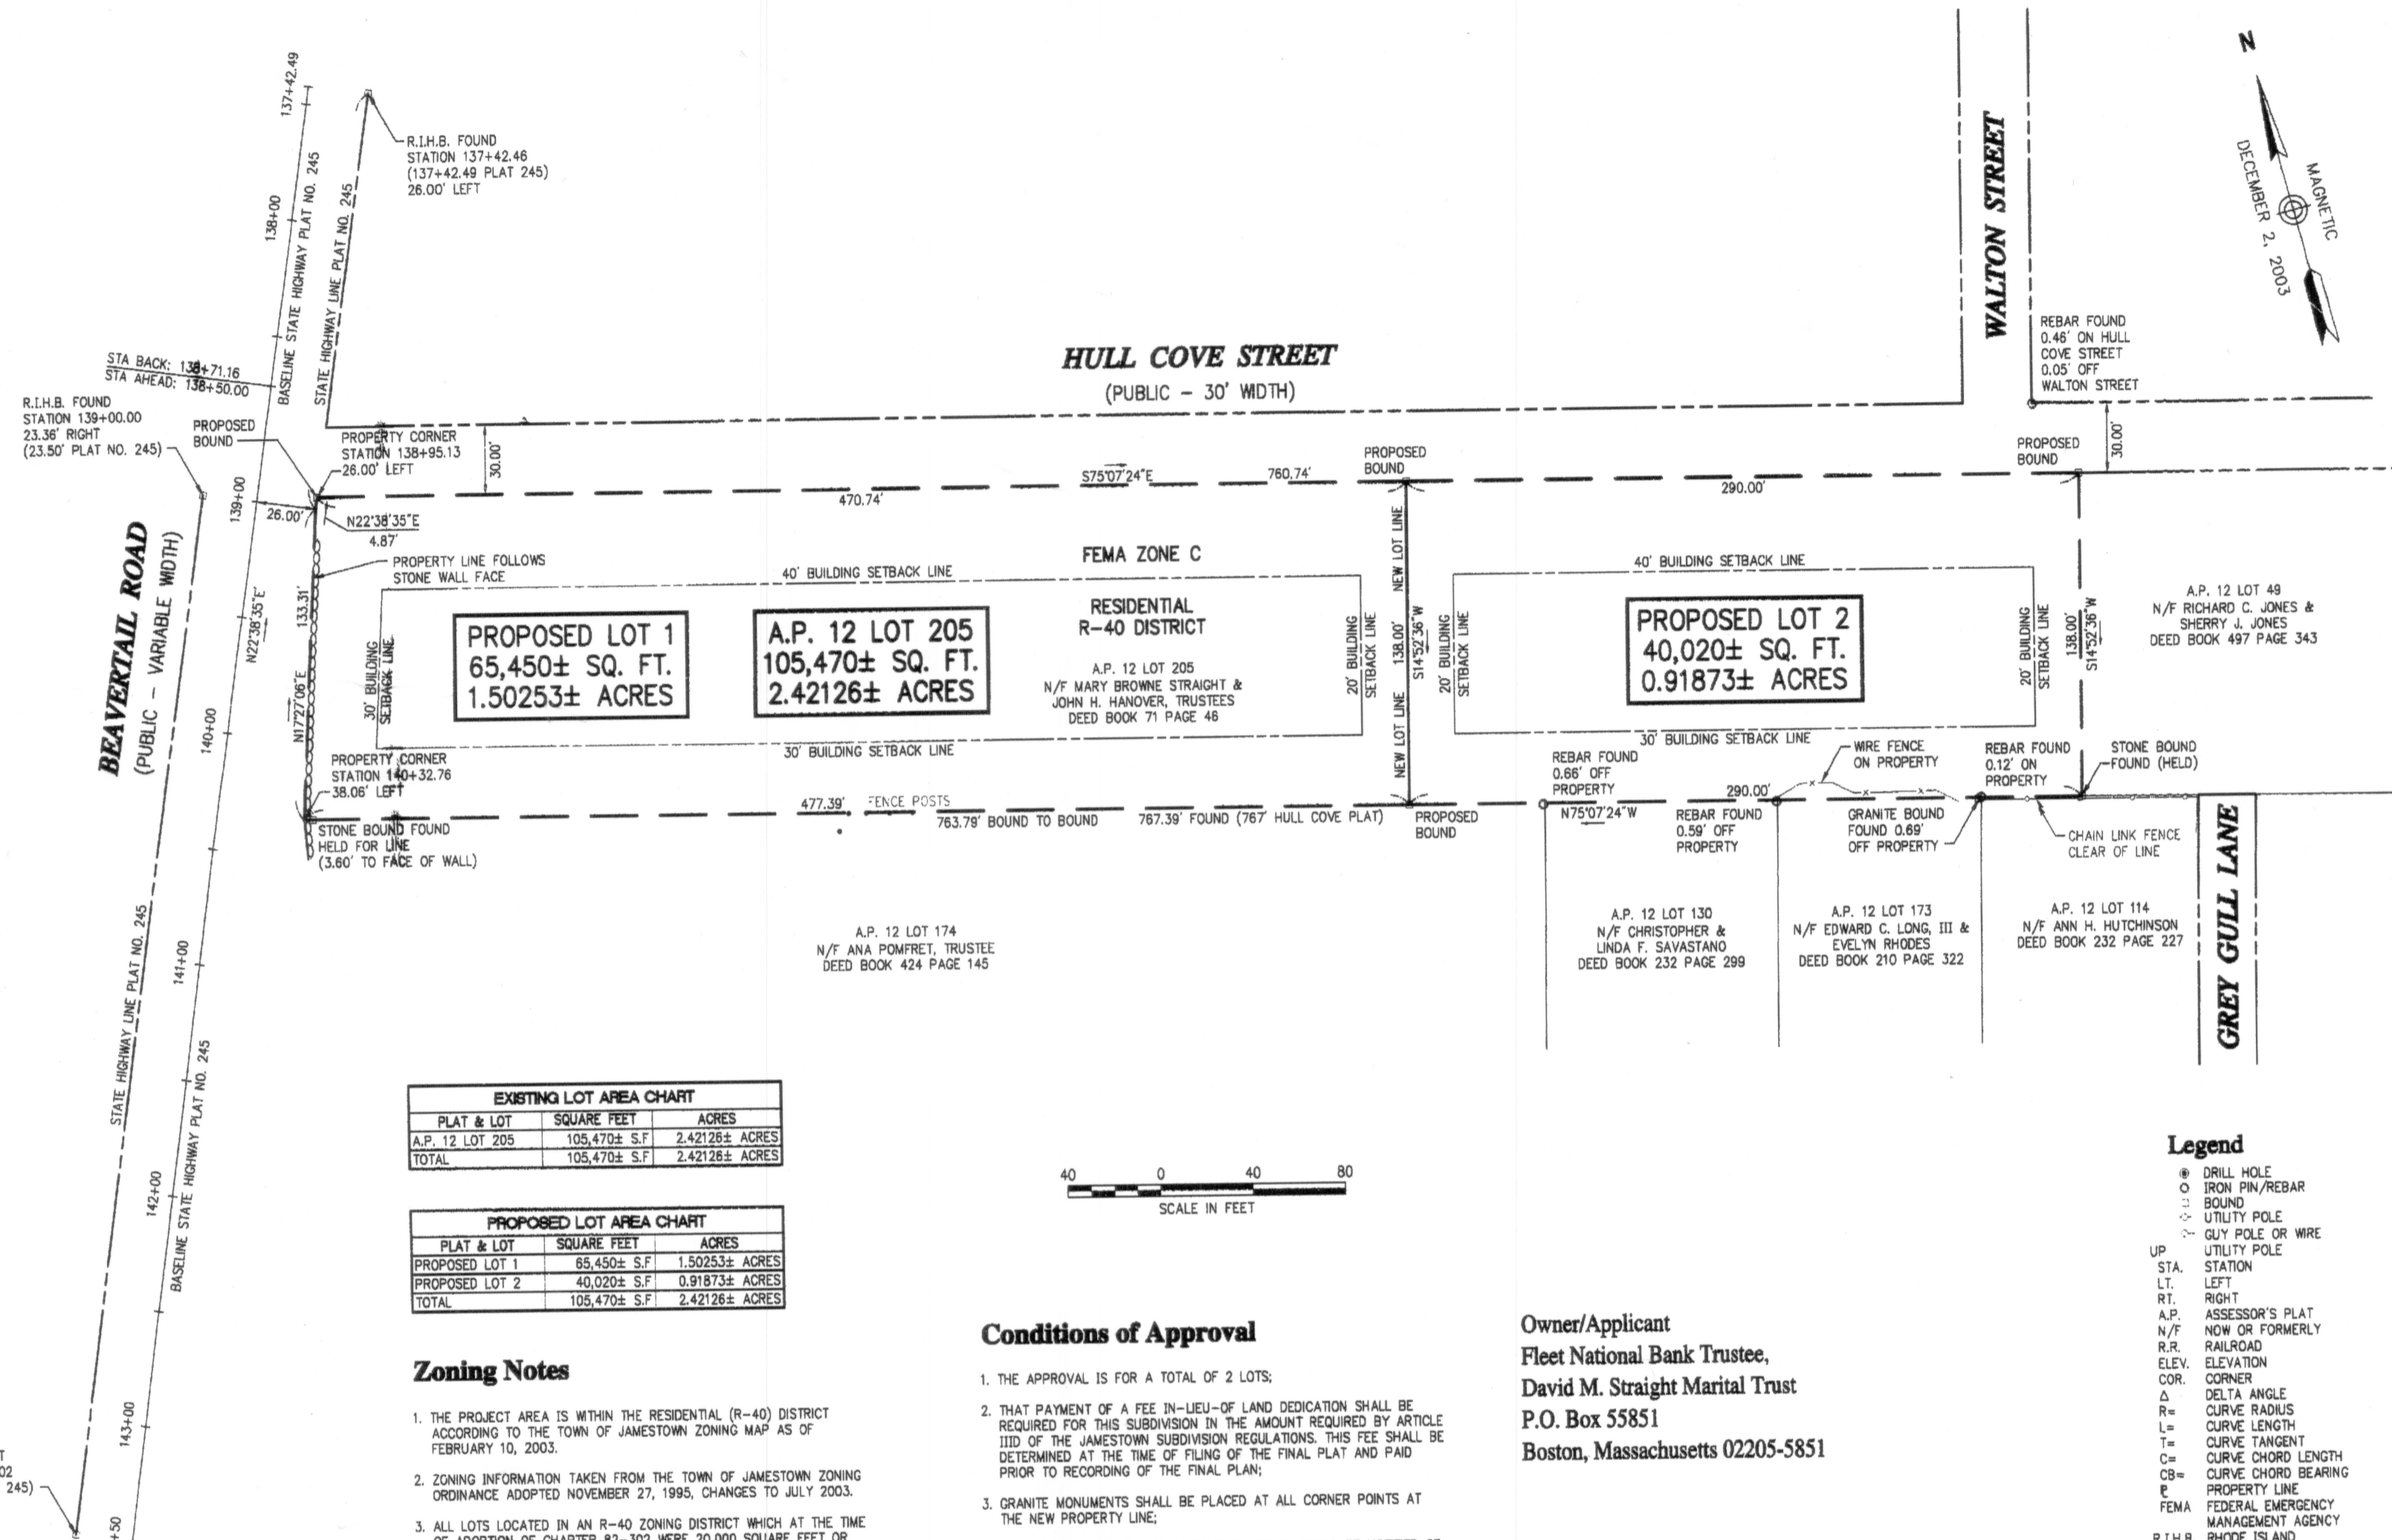 N
MAGNETIC
DECEMBER 2, 2003
137+42.49
138+00
BASELINE STATE HIGHWAY PLAT NO. 245
STATE HIGHWAY LINE PLAT NO. 245
R.I.H.B. FOUND
STATION 137+42.46
(137+42.49 PLAT 245)
26.00' LEFT
WALTON STREET
REBAR FOUND
0.46' ON HULL
COVE STREET
0.05' OFF
WALTON STREET
HULL COVE STREET
(PUBLIC - 30' WIDTH)
STA BACK: 138+71.16
STA AHEAD: 138+50.00
R.I.H.B. FOUND
STATION 139+00.00
23.36' RIGHT
(23.50' PLAT NO. 245)
PROPOSED
BOUND
PROPERTY CORNER
STATION 138+95.13
26.00' LEFT
30.00'
PROPOSED
BOUND
PROPOSED
BOUND
30.00'
139+00
26.00'
N22°38'35"E
4.87'
470.74'
S75°07'24"E
760.74'
290.00'
BEAVERTAIL ROAD
(PUBLIC - VARIABLE WIDTH)
PROPERTY LINE FOLLOWS
STONE WALL FACE
FEMA ZONE C
40' BUILDING SETBACK LINE
40' BUILDING SETBACK LINE
N22°38'35"E
133.31'
N17°27'06"E
140+00
30' BUILDING
SETBACK LINE
PROPOSED LOT 1
65,450± SQ. FT.
1.50253± ACRES
A.P. 12 LOT 205
105,470± SQ. FT.
2.42126± ACRES
RESIDENTIAL
R-40 DISTRICT
A.P. 12 LOT 205
N/F MARY BROWNE STRAIGHT &
JOHN H. HANOVER, TRUSTEES
DEED BOOK 71 PAGE 46
20' BUILDING
SETBACK LINE
NEW LOT LINE 138.00' NEW LOT LINE
S14°52'36"W
20' BUILDING
SETBACK LINE
PROPOSED LOT 2
40,020± SQ. FT.
0.91873± ACRES
20' BUILDING
SETBACK LINE
138.00'
S14°52'36"W
A.P. 12 LOT 49
N/F RICHARD C. JONES &
SHERRY J. JONES
DEED BOOK 497 PAGE 343
30' BUILDING SETBACK LINE
30' BUILDING SETBACK LINE
PROPERTY CORNER
STATION 140+32.76
38.06' LEFT
REBAR FOUND
0.66' OFF
PROPERTY
WIRE FENCE
ON PROPERTY
REBAR FOUND
0.12' ON
PROPERTY
STONE BOUND
FOUND (HELD)
477.39'
FENCE POSTS
763.79' BOUND TO BOUND
767.39' FOUND (767' HULL COVE PLAT)
PROPOSED
BOUND
N75°07'24"W
290.00'
STONE BOUND FOUND
HELD FOR LINE
(3.60' TO FACE OF WALL)
REBAR FOUND
0.59' OFF
PROPERTY
GRANITE BOUND
FOUND 0.69'
OFF PROPERTY
CHAIN LINK FENCE
CLEAR OF LINE
GREY GULL LANE
A.P. 12 LOT 174
N/F ANA POMFRET, TRUSTEE
DEED BOOK 424 PAGE 145
A.P. 12 LOT 130
N/F CHRISTOPHER &
LINDA F. SAVASTANO
DEED BOOK 232 PAGE 299
A.P. 12 LOT 173
N/F EDWARD C. LONG, III &
EVELYN RHODES
DEED BOOK 210 PAGE 322
A.P. 12 LOT 114
N/F ANN H. HUTCHINSON
DEED BOOK 232 PAGE 227
STATE HIGHWAY LINE PLAT NO. 245
141+00
BASELINE STATE HIGHWAY PLAT NO. 245
142+00
143+00
+50
T
02
245)
EXISTING LOT AREA CHART
PLAT & LOT SQUARE FEET ACRES
A.P. 12 LOT 205 105,470± S.F 2.42126± ACRES
TOTAL 105,470± S.F 2.42126± ACRES
PROPOSED LOT AREA CHART
PLAT & LOT SQUARE FEET ACRES
PROPOSED LOT 1 65,450± S.F 1.50253± ACRES
PROPOSED LOT 2 40,020± S.F 0.91873± ACRES
TOTAL 105,470± S.F 2.42126± ACRES
40 0 40 80
SCALE IN FEET
Zoning Notes
1. THE PROJECT AREA IS WITHIN THE RESIDENTIAL (R-40) DISTRICT
ACCORDING TO THE TOWN OF JAMESTOWN ZONING MAP AS OF
FEBRUARY 10, 2003.
2. ZONING INFORMATION TAKEN FROM THE TOWN OF JAMESTOWN ZONING
ORDINANCE ADOPTED NOVEMBER 27, 1995, CHANGES TO JULY 2003.
3. ALL LOTS LOCATED IN AN R-40 ZONING DISTRICT WHICH AT THE TIME
OF ADOPTION OF CHAPTER 82-302 WERE 20,000 SQUARE FEET OR
Conditions of Approval
1. THE APPROVAL IS FOR A TOTAL OF 2 LOTS;
2. THAT PAYMENT OF A FEE IN-LIEU-OF LAND DEDICATION SHALL BE
REQUIRED FOR THIS SUBDIVISION IN THE AMOUNT REQUIRED BY ARTICLE
IIID OF THE JAMESTOWN SUBDIVISION REGULATIONS. THIS FEE SHALL BE
DETERMINED AT THE TIME OF FILING OF THE FINAL PLAT AND PAID
PRIOR TO RECORDING OF THE FINAL PLAN;
3. GRANITE MONUMENTS SHALL BE PLACED AT ALL CORNER POINTS AT
THE NEW PROPERTY LINE;
Owner/Applicant
Fleet National Bank Trustee,
David M. Straight Marital Trust
P.O. Box 55851
Boston, Massachusetts 02205-5851
Legend
DRILL HOLE
IRON PIN/REBAR
BOUND
UTILITY POLE
GUY POLE OR WIRE
UP UTILITY POLE
STA. STATION
LT. LEFT
RT. RIGHT
A.P. ASSESSOR'S PLAT
N/F NOW OR FORMERLY
R.R. RAILROAD
ELEV. ELEVATION
COR. CORNER
Δ DELTA ANGLE
R= CURVE RADIUS
L= CURVE LENGTH
T= CURVE TANGENT
C= CURVE CHORD LENGTH
CB= CURVE CHORD BEARING
PROPERTY LINE
FEMA FEDERAL EMERGENCY
MANAGEMENT AGENCY
R.I.H.B. RHODE ISLAND